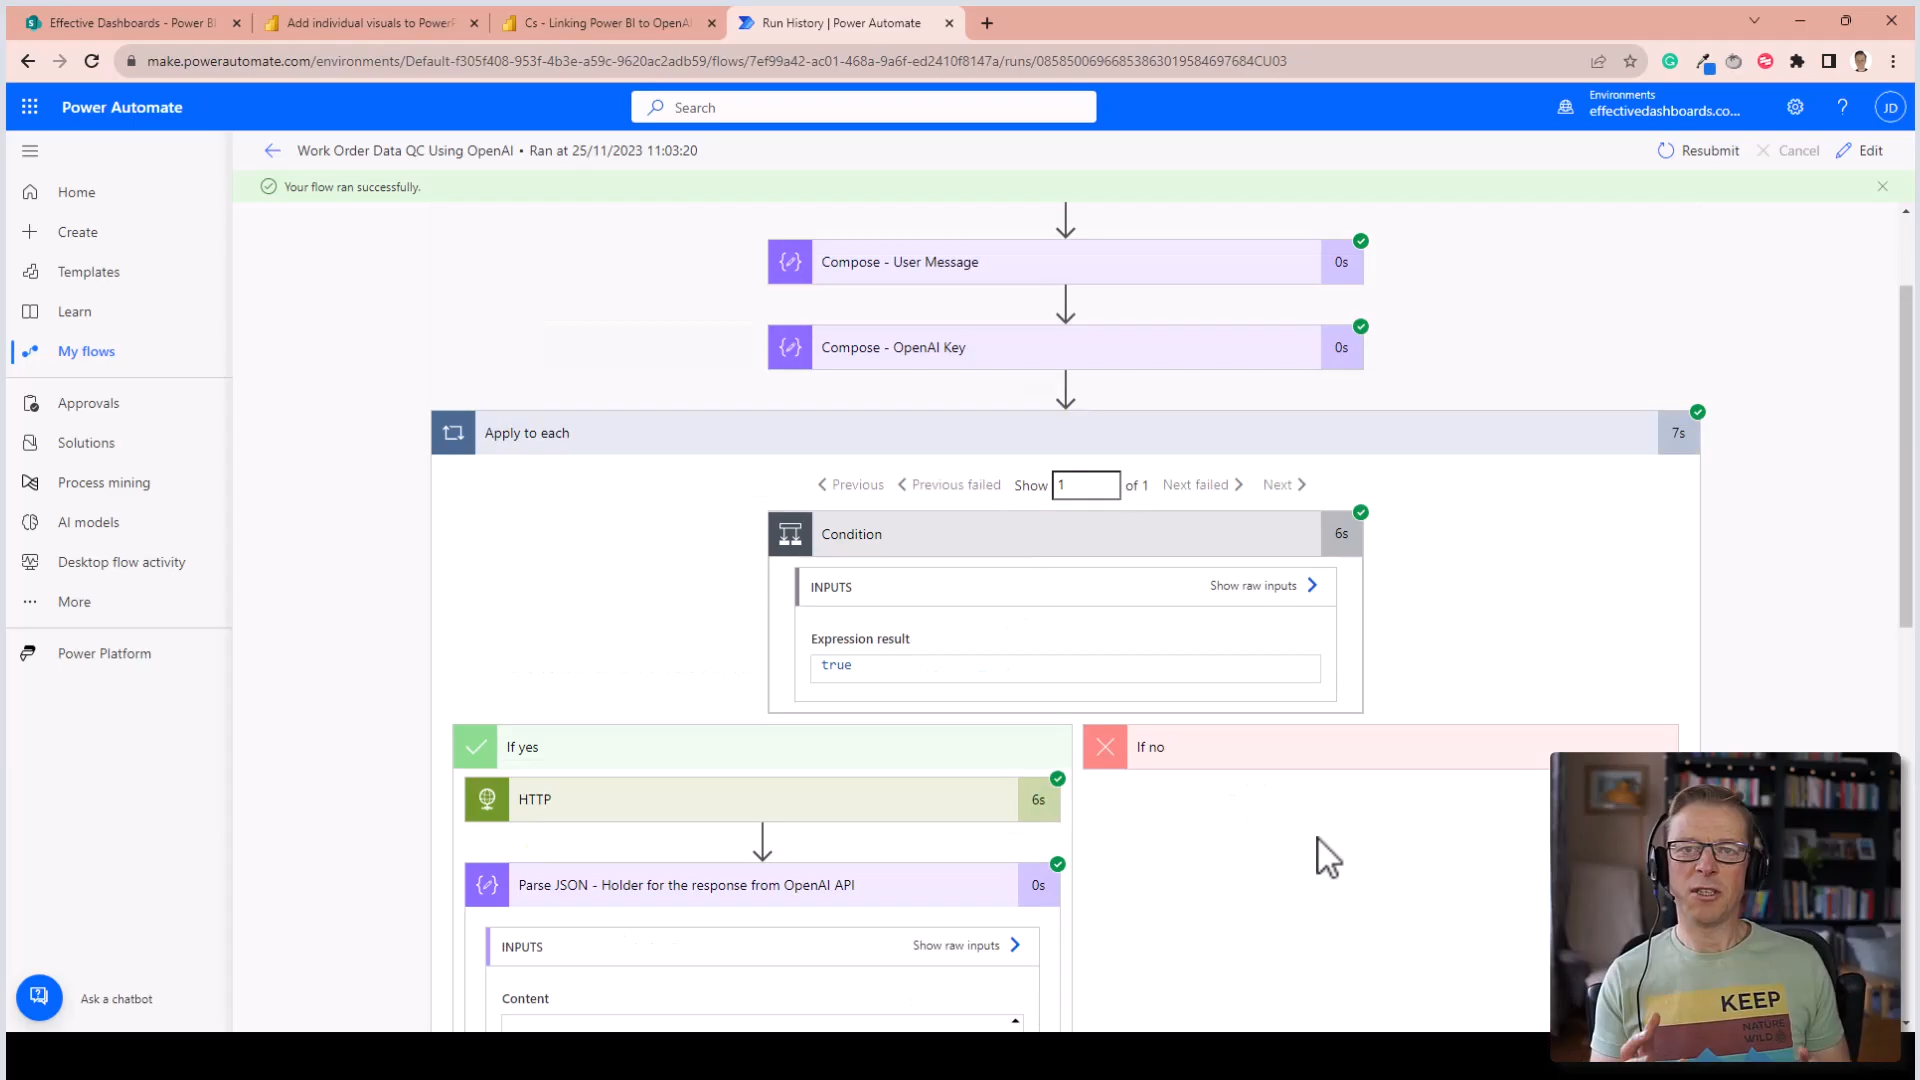 Effective Dashboards - Power BI
Add individual visuals to PowerP
Cs - Linking Power BI to OpenAI
Run History | Power Automate
make.powerautomate.com/environments/Default-f305f408-953f-4b3e-a59c-9620ac2adb59/flows/7ef99a42-ac01-468a-9a6f-ed2410f8147a/runs/08585006966853863019584697684CU03
Power Automate
Search
Environments
effectivedashboards.co...
JD
Work Order Data QC Using OpenAI • Ran at 25/11/2023 11:03:20
Resubmit
Cancel
Edit
Your flow ran successfully.
Home
Create
Templates
Learn
My flows
Approvals
Solutions
Process mining
AI models
Desktop flow activity
More
Power Platform
Ask a chatbot
Compose - User Message
0s
Compose - OpenAI Key
0s
Apply to each
7s
Previous
Previous failed
Show 1 of 1
Next failed
Next
Condition
6s
INPUTS
Show raw inputs
Expression result
true
If yes
If no
HTTP
6s
Parse JSON - Holder for the response from OpenAI API
0s
INPUTS
Show raw inputs
Content
KEEP
NATURE
WILD